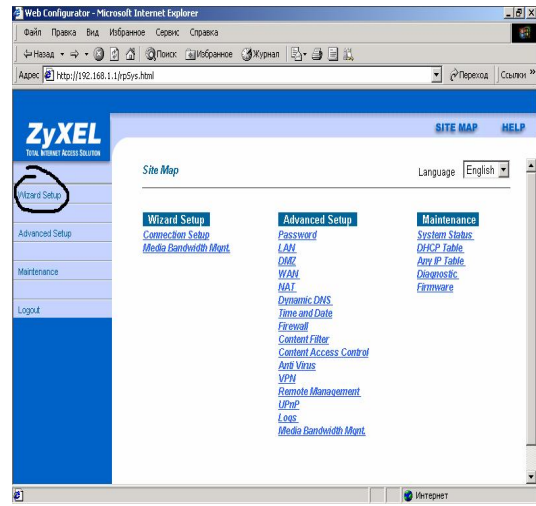 Web Configurator - Microsoft Internet Explorer
Файл Правка Вид Избранное Сервис Справка
Назад Поиск Избранное Журнал
Адрес http://192.168.1.1/rpSys.html Переход Ссылки »
ZyXEL
TOTAL INTERNET ACCESS SOLUTION
SITE MAP HELP
Site Map
Language English
Wizard Setup
Advanced Setup
Maintenance
Logout
Wizard Setup
Connection Setup
Media Bandwidth Mgnt.
Advanced Setup
Password
LAN
DMZ
WAN
NAT
Dynamic DNS
Time and Date
Firewall
Content Filter
Content Access Control
Anti Virus
VPN
Remote Management
UPnP
Logs
Media Bandwidth Mgnt.
Maintenance
System Status
DHCP Table
Any IP Table
Diagnostic
Firmware
Интернет